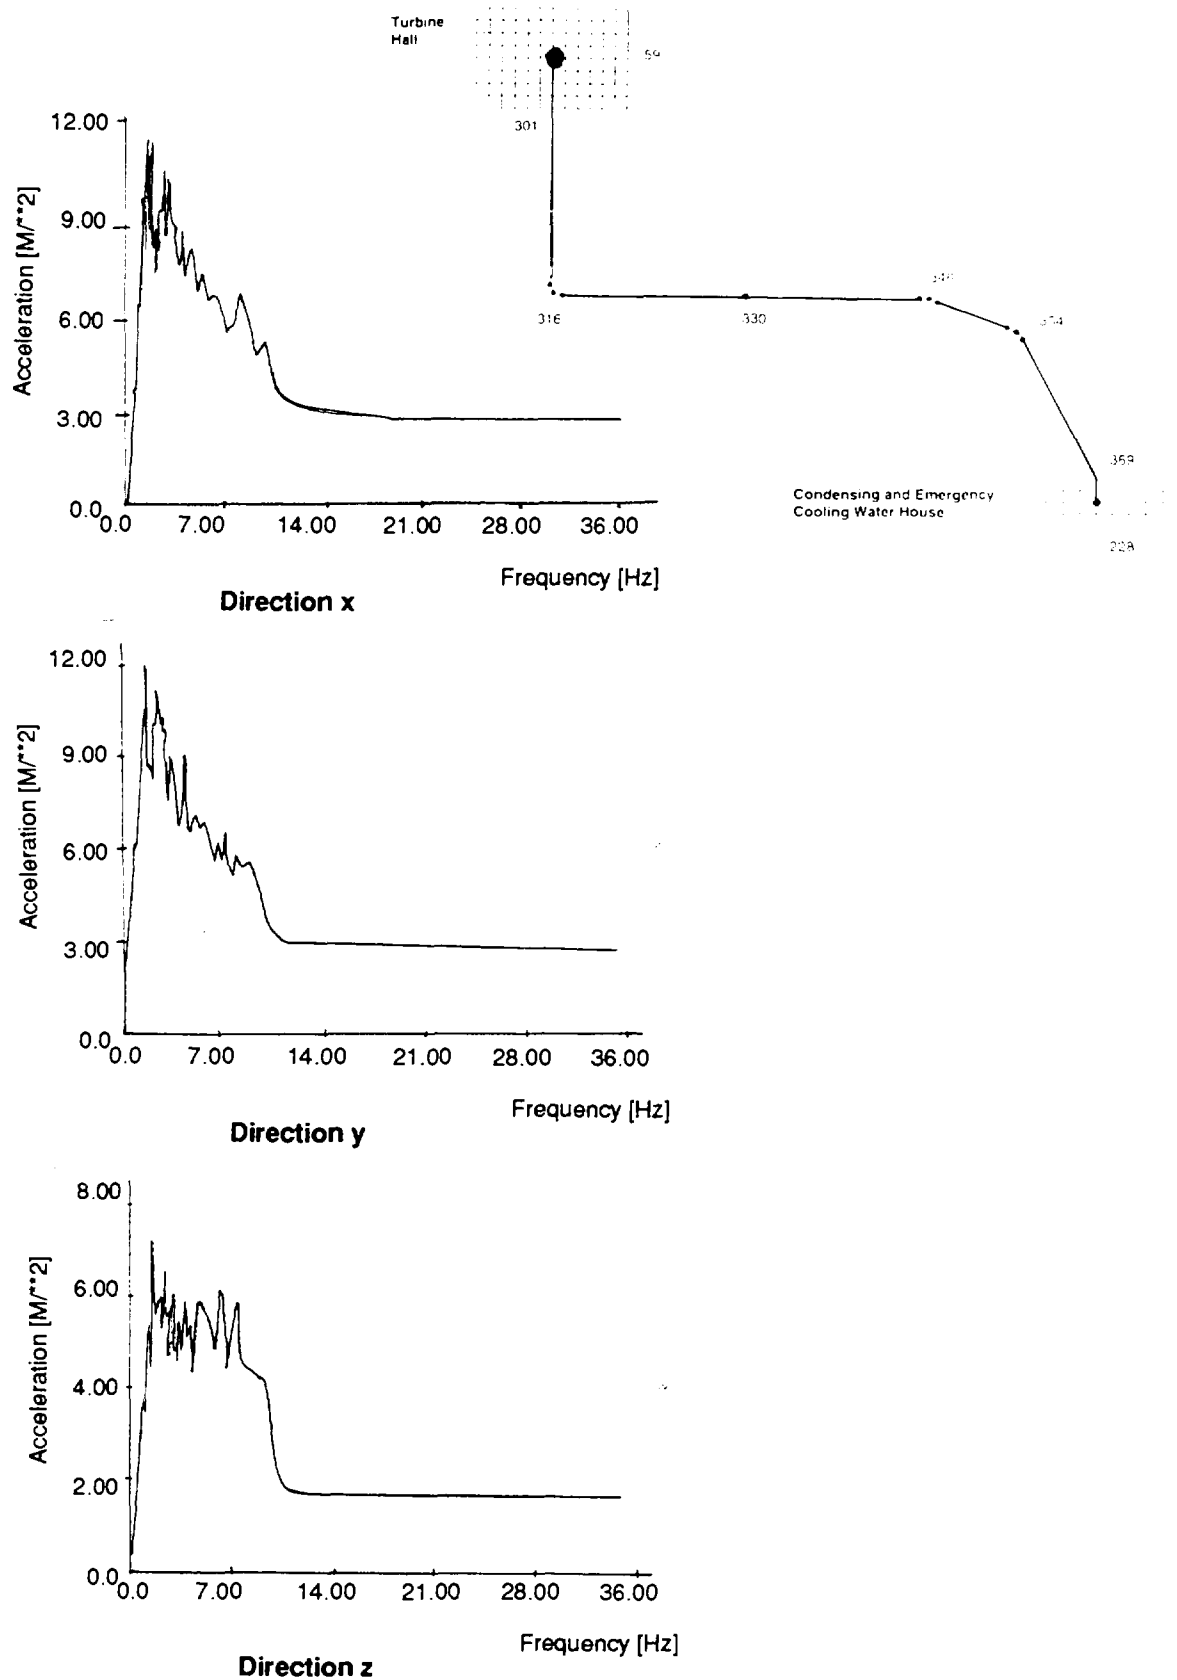 Turbine
Hall
59
301
12.00
9.00
6.00
3.00
0.0
Acceleration [M/**2]
316
330
359
Condensing and Emergency
Cooling Water House
228
0.0 7.00 14.00 21.00 28.00 36.00
Frequency [Hz]
Direction x
12.00
9.00
6.00
3.00
0.0
Acceleration [M/**2]
0.0 7.00 14.00 21.00 28.00 36.00
Frequency [Hz]
Direction y
8.00
6.00
4.00
2.00
0.0
Acceleration [M/**2]
0.0 7.00 14.00 21.00 28.00 36.00
Frequency [Hz]
Direction z